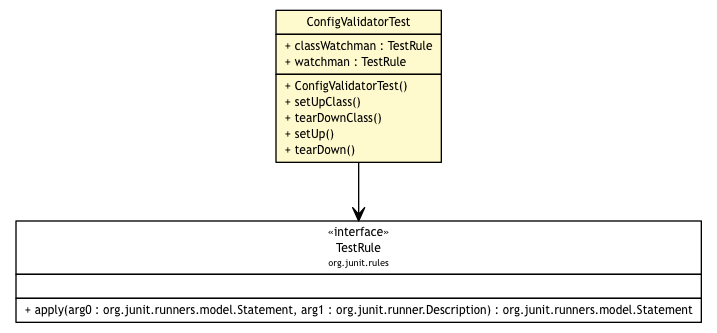 ConfigValidatorTest
+ classWatchman : TestRule
+ watchman : TestRule
+ ConfigValidatorTest()
+ setUpClass()
+ tearDownClass()
+ setUp()
+ tearDown()
«interface»
TestRule
org.junit.rules
+ apply(arg0 : org.junit.runners.model.Statement, arg1 : org.junit.runner.Description) : org.junit.runners.model.Statement